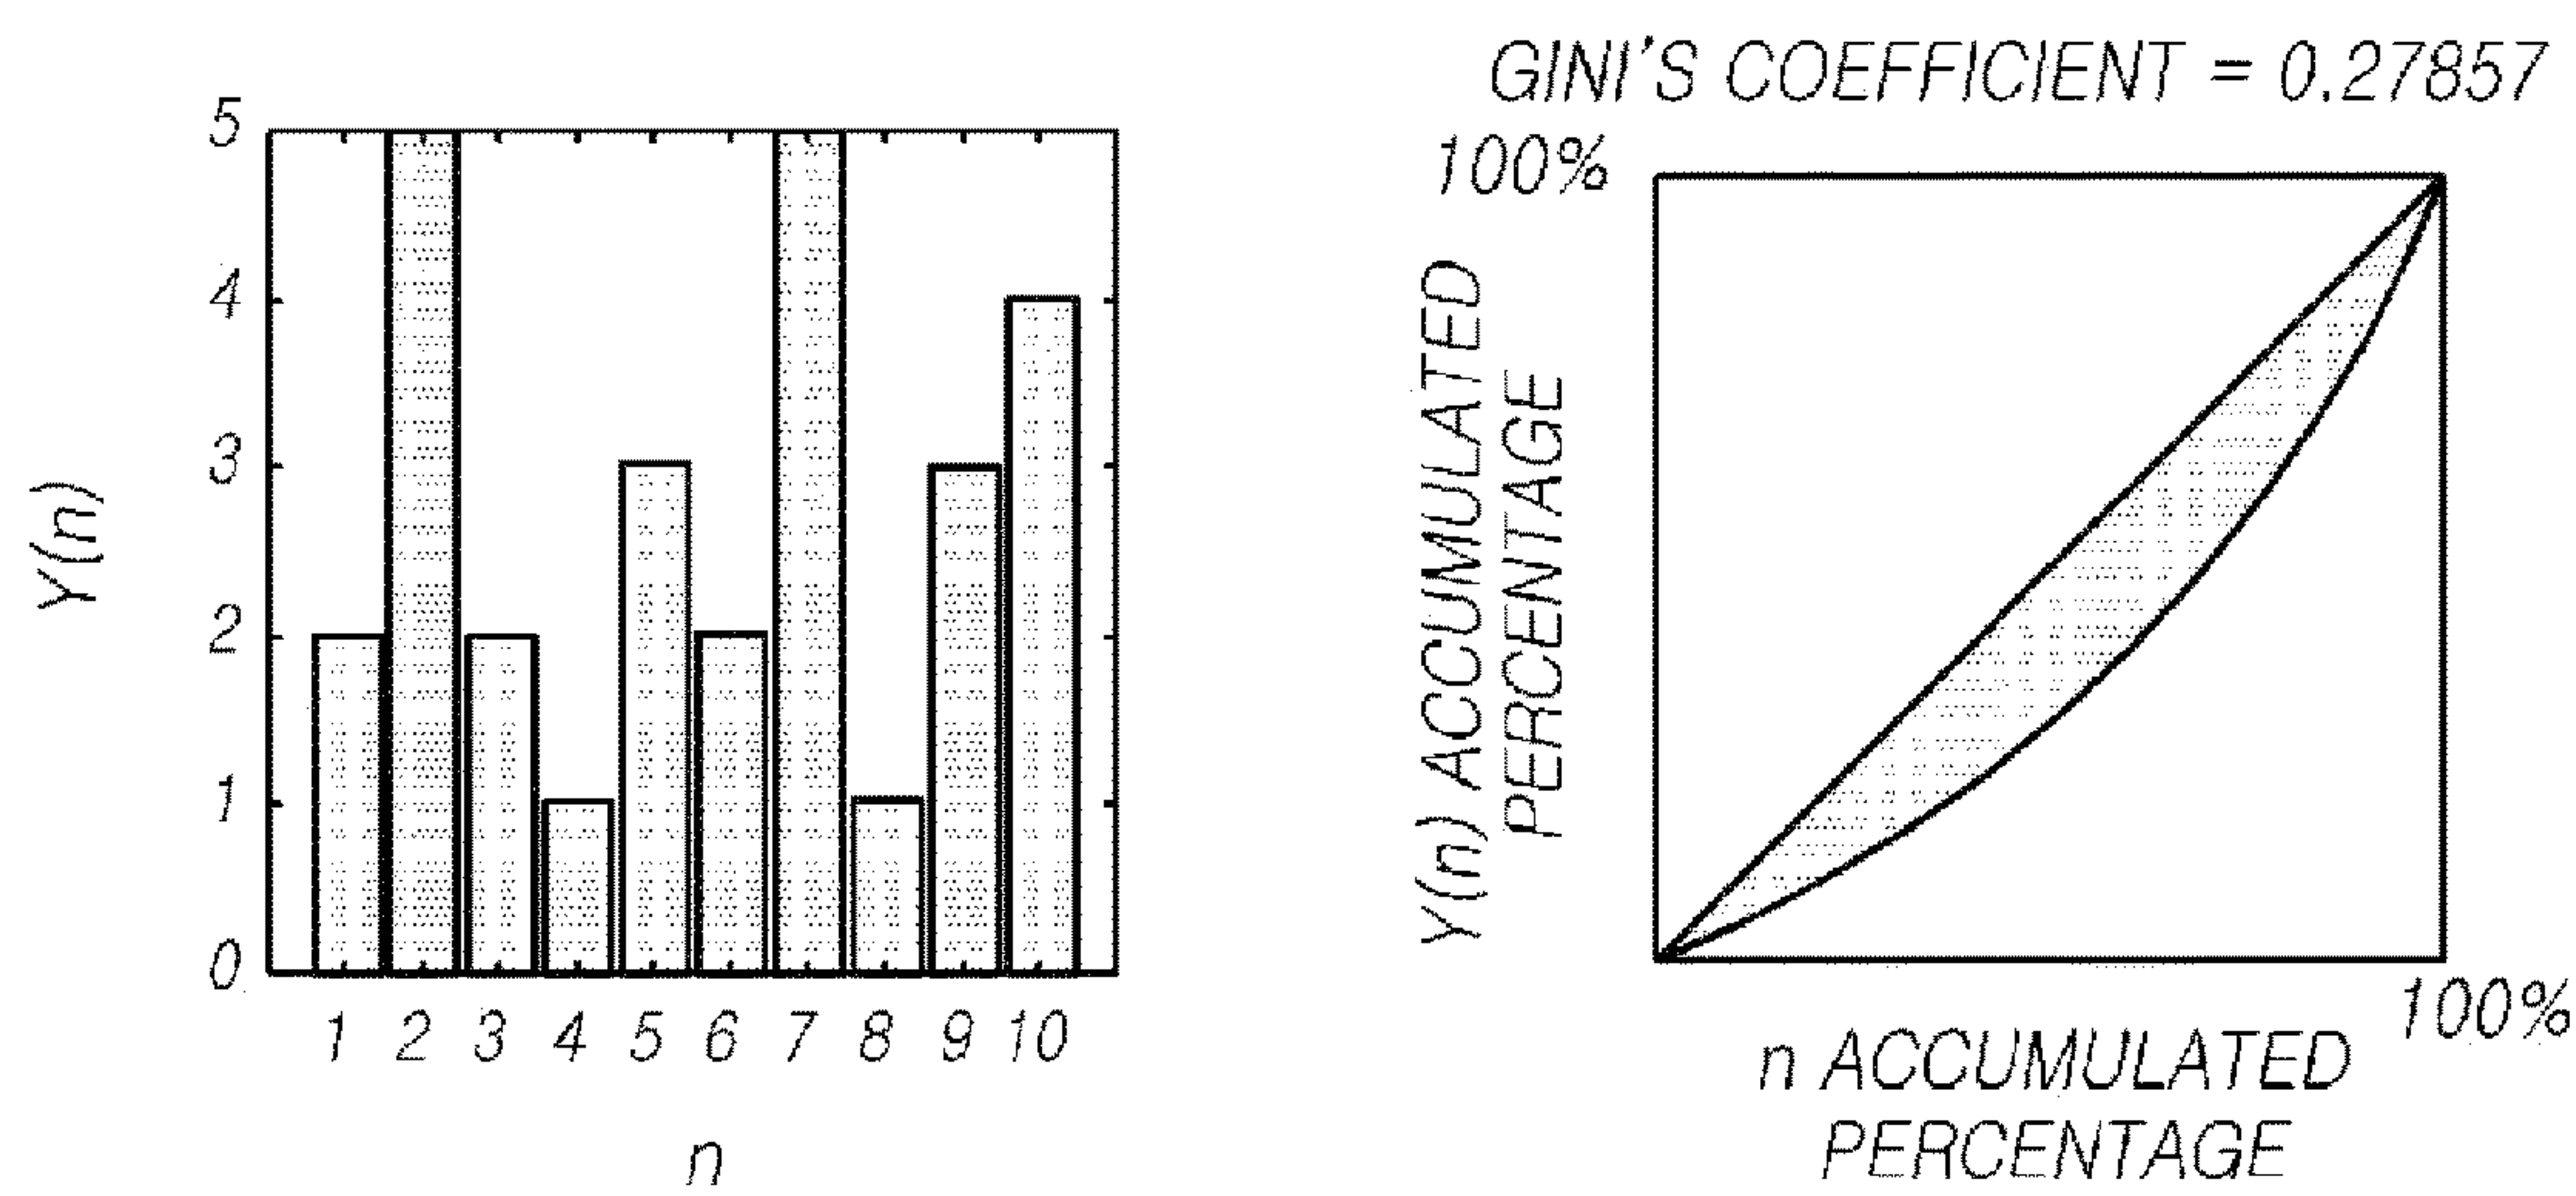 5
4
3
2
1
0
Y(n)
1 2 3 4 5 6 7 8 9 10
n
GINI'S COEFFICIENT = 0.27857
100%
Y(n) ACCUMULATED
PERCENTAGE
100%
n ACCUMULATED
PERCENTAGE